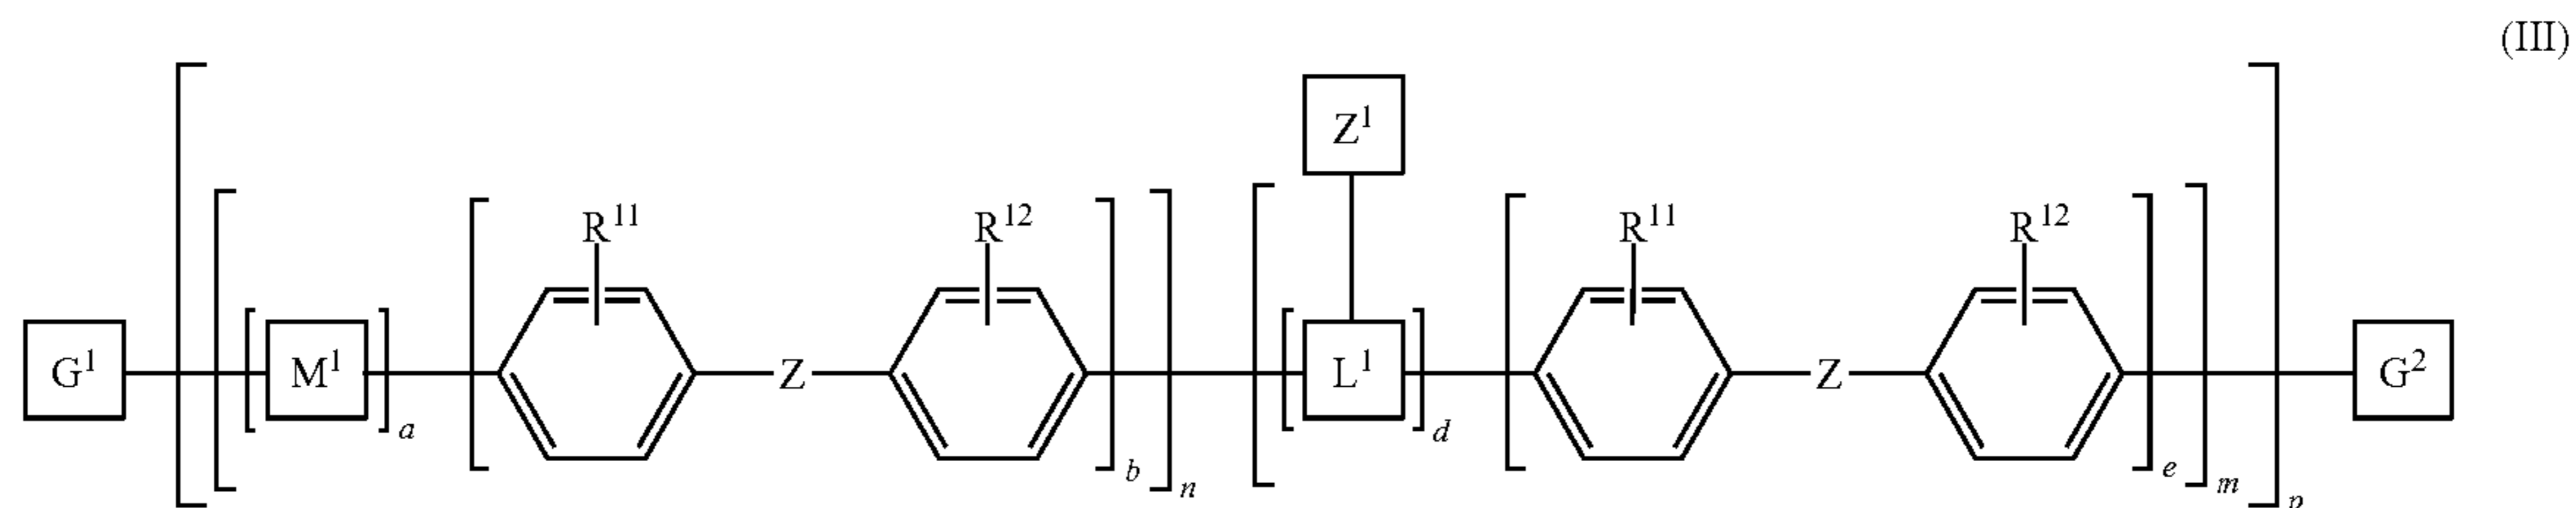 (III)
Z¹
R¹¹ R¹² R¹¹ R¹²
G¹ M¹ a Z b n L¹ d Z e m p G²